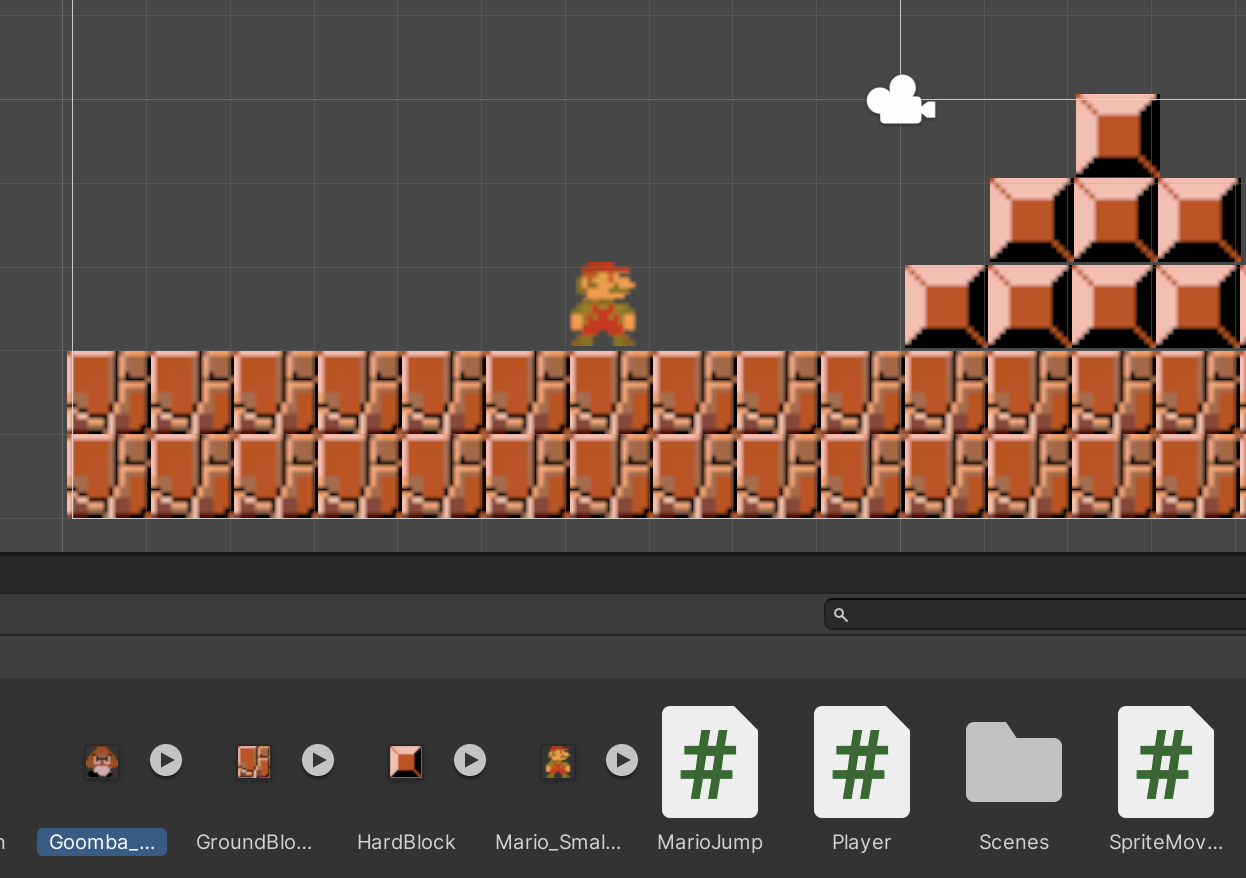 n
Goomba_...
GroundBlo...
HardBlock
Mario_Smal...
MarioJump
Player
Scenes
SpriteMov...